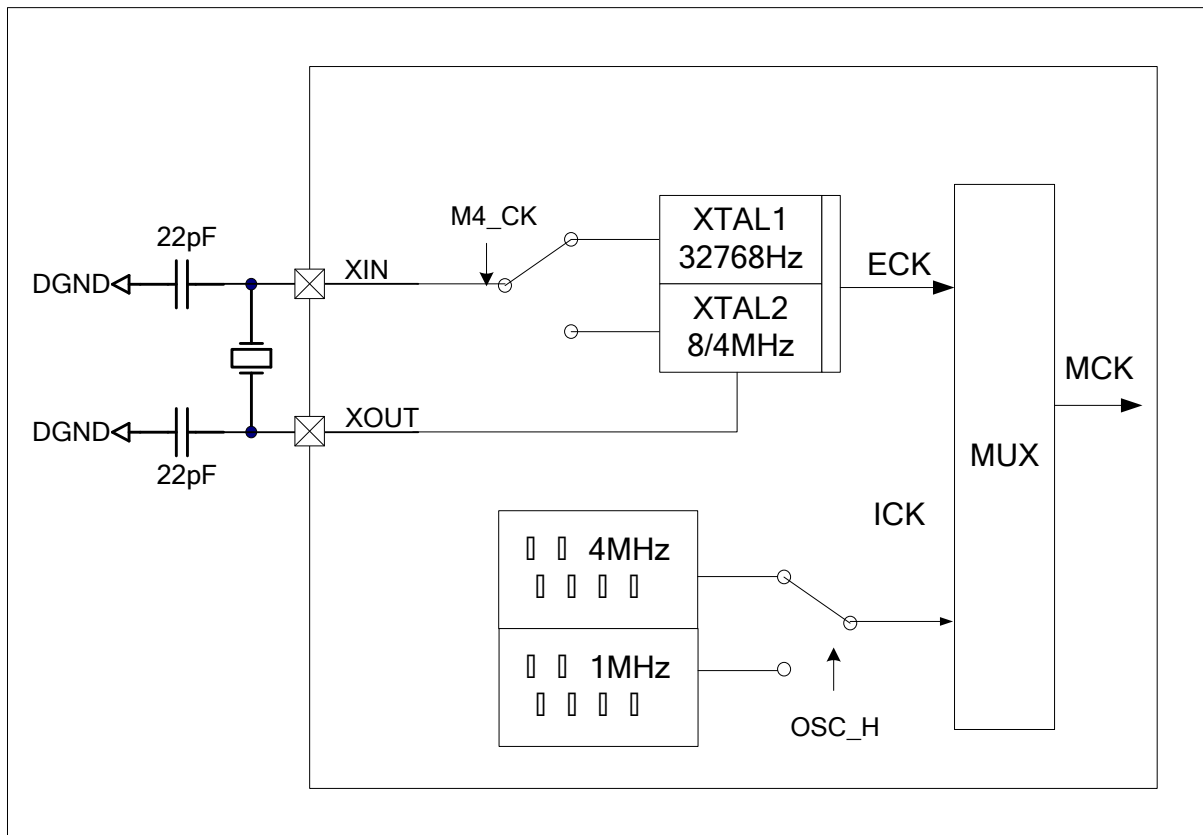 22pF
DGND
XIN
M4_CK
XTAL1
32768Hz
XTAL2
8/4MHz
ECK
MCK
DGND
XOUT
22pF
MUX
ICK
4MHz
1MHz
OSC_H